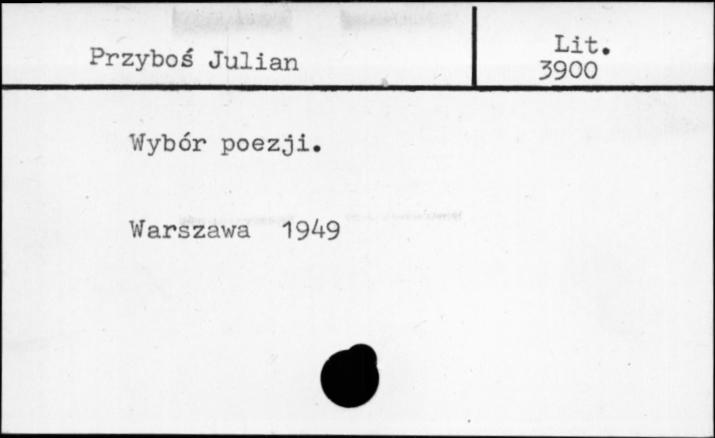 Przyboś Julian
Lit.
3900
Wybór poezji.
Warszawa 1949